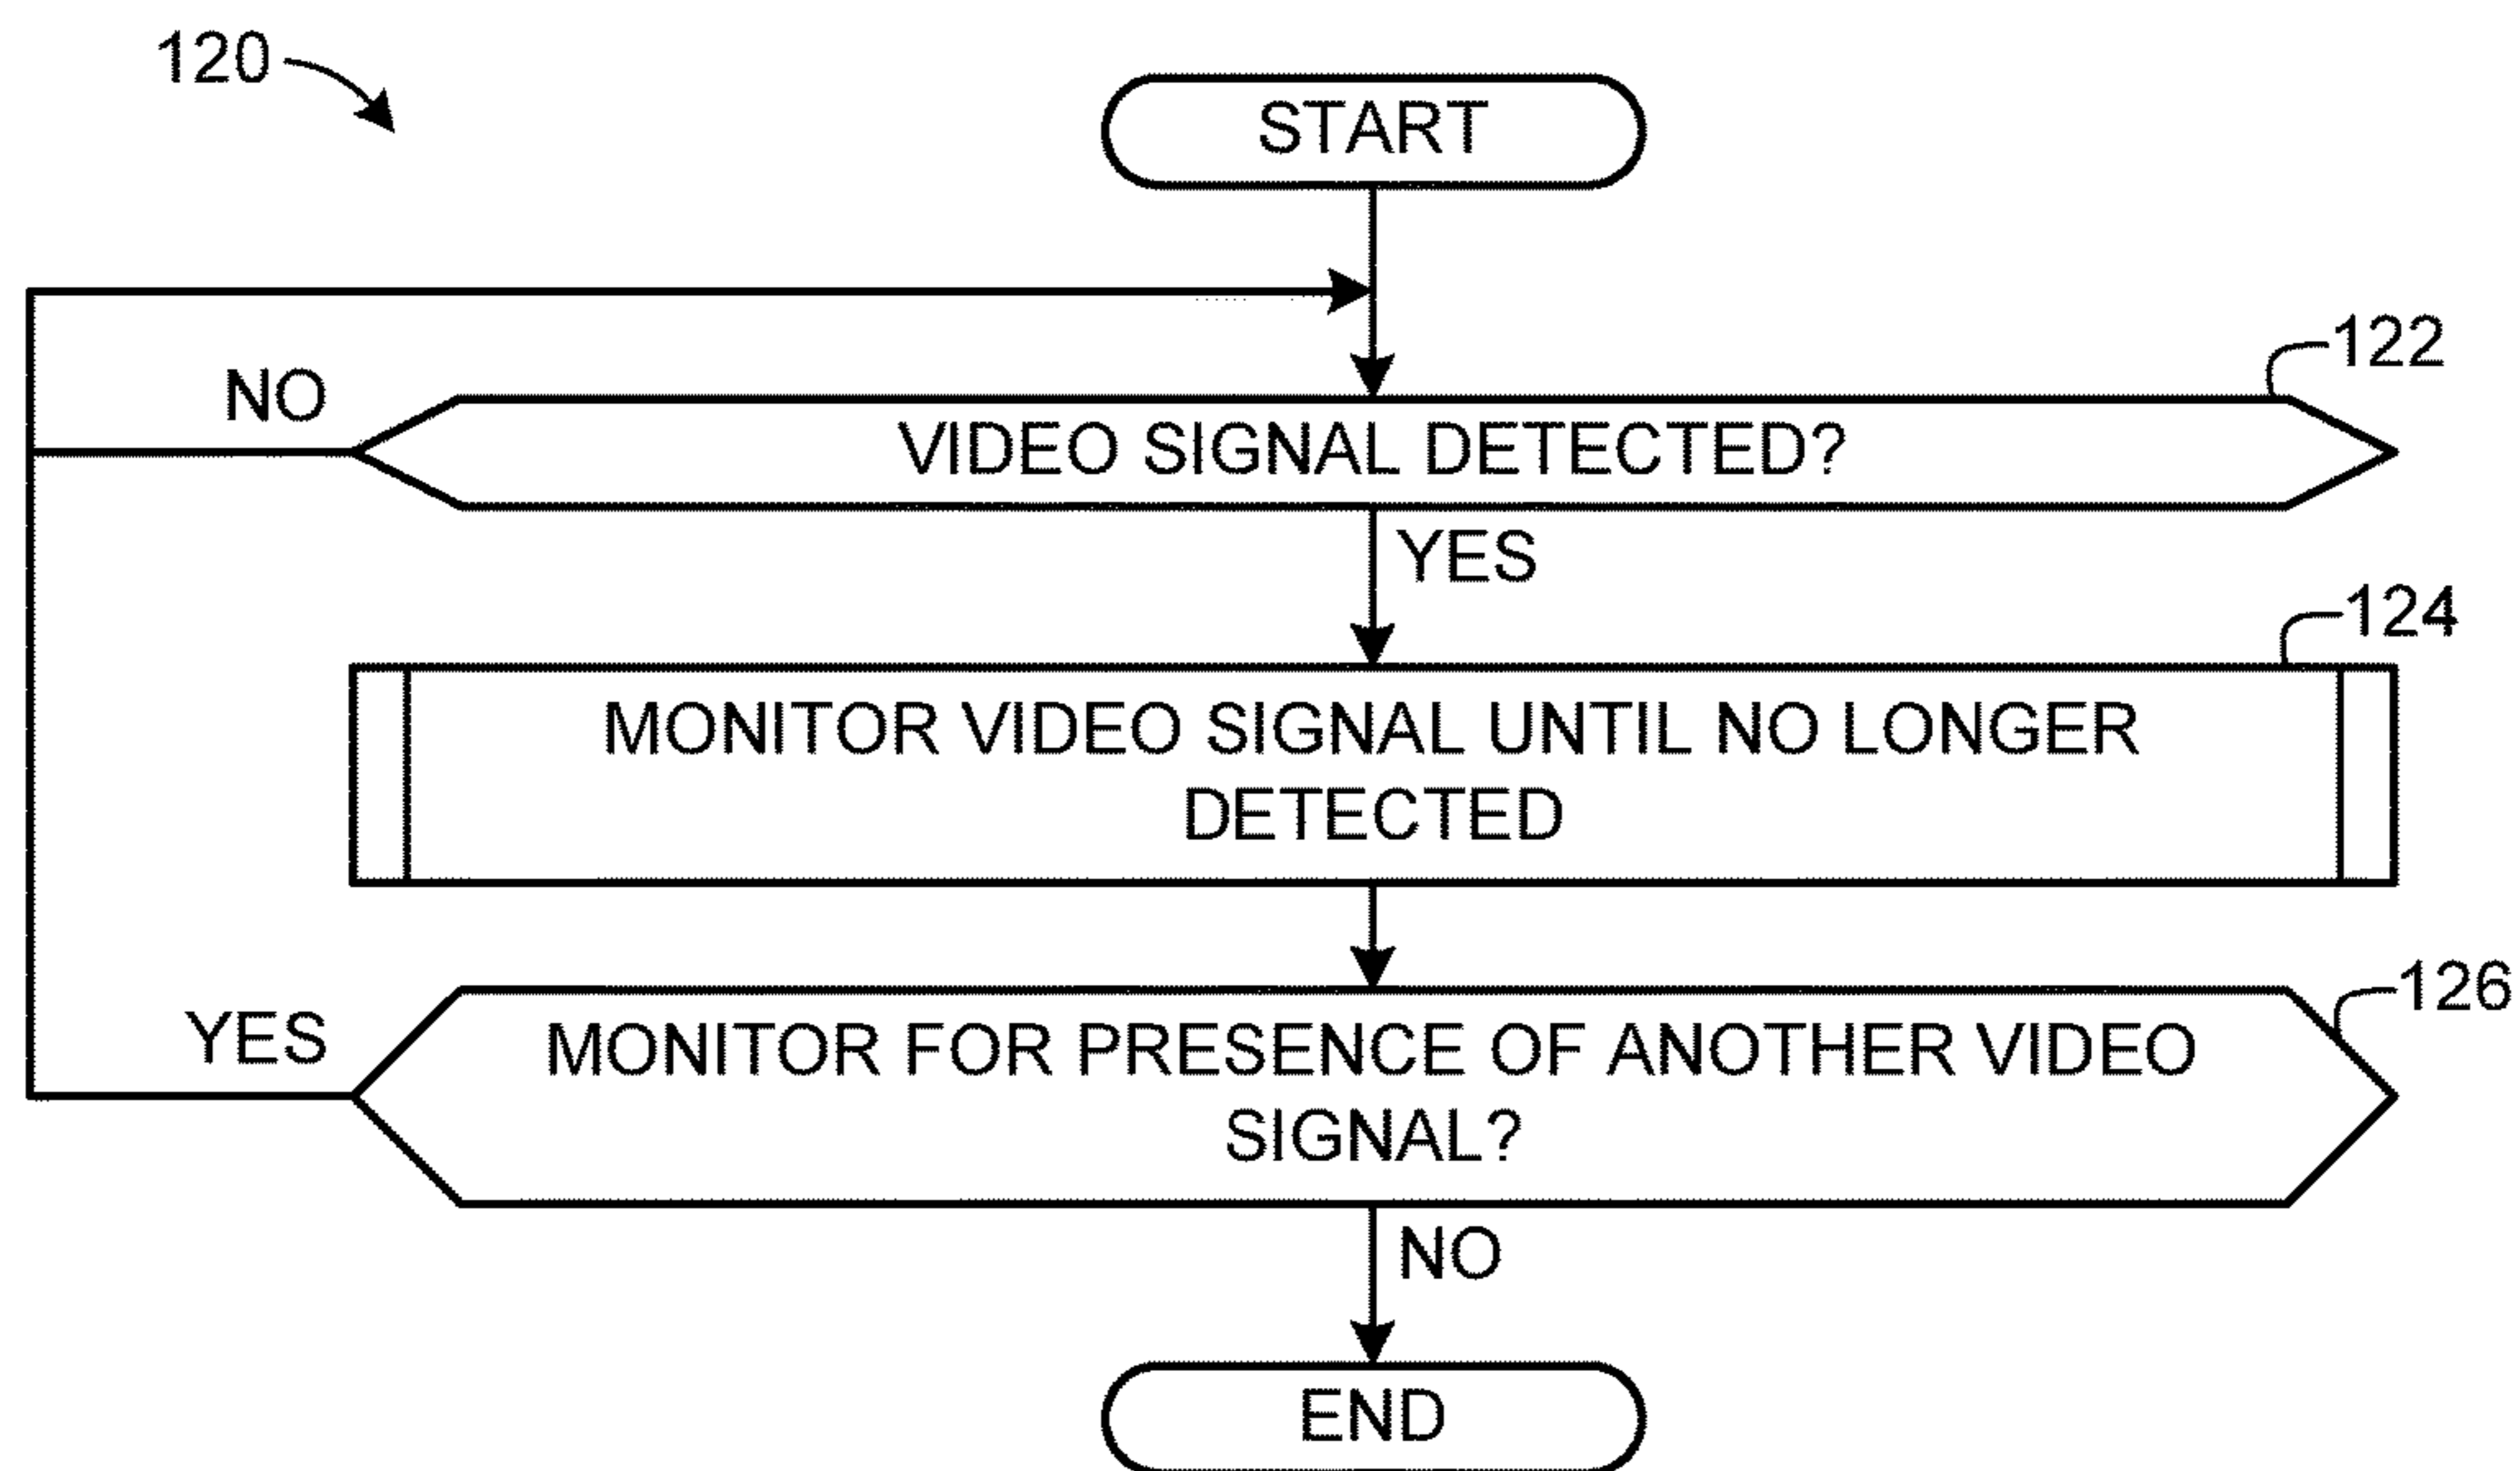 120
START
122
NO
VIDEO SIGNAL DETECTED?
YES
124
MONITOR VIDEO SIGNAL UNTIL NO LONGER
DETECTED
126
YES
MONITOR FOR PRESENCE OF ANOTHER VIDEO
SIGNAL?
NO
END